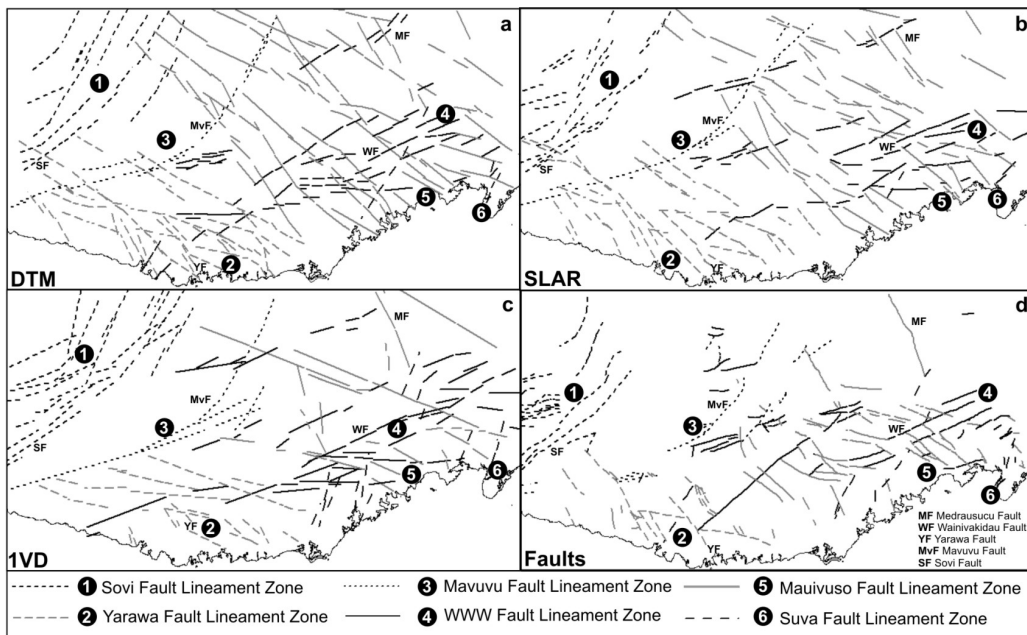 a
MF
1
4
MvF
3
WF
SF
5
6
2
YF
DTM
b
MF
1
MvF
3
4
WF
SF
5
6
2
YF
SLAR
c
MF
1
MvF
3
4
WF
SF
5
6
2
YF
1VD
d
MF
1
4
MvF
3
WF
SF
5
6
2
YF
Faults
MF Medrausucu Fault
WF Wainivakidau Fault
YF Yarawa Fault
MvF Mavuvu Fault
SF Sovi Fault
1 Sovi Fault Lineament Zone
3 Mavuvu Fault Lineament Zone
5 Mauivuso Fault Lineament Zone
2 Yarawa Fault Lineament Zone
4 WWW Fault Lineament Zone
6 Suva Fault Lineament Zone